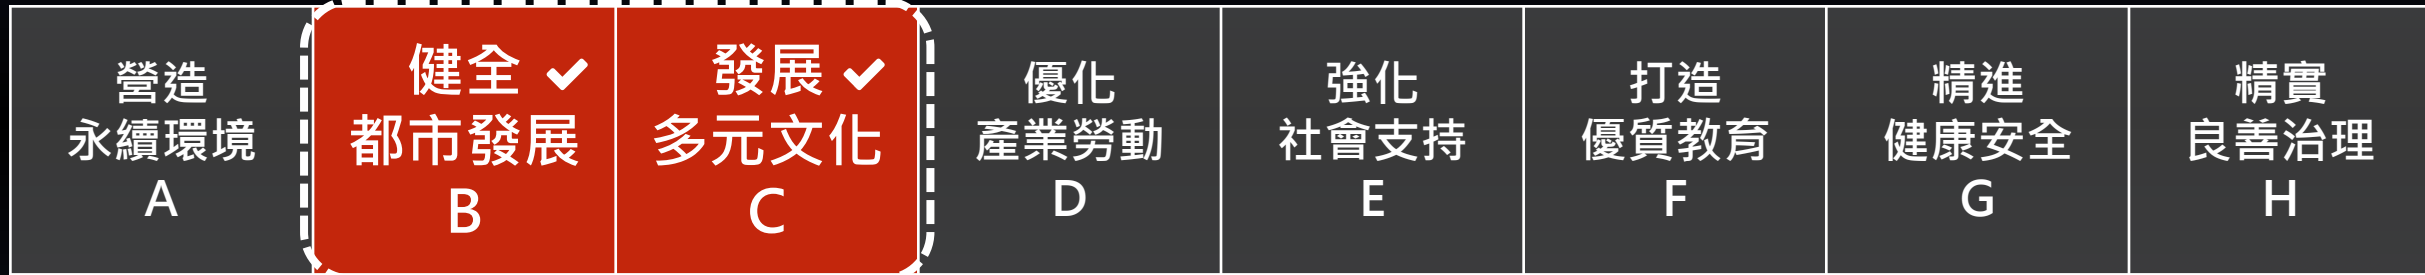 營造
永續環境
A
健全 ✔
都市發展
B
發展 ✔
多元文化
C
優化
產業勞動
D
強化
社會支持
E
打造
優質教育
F
精進
健康安全
G
精實
良善治理
H